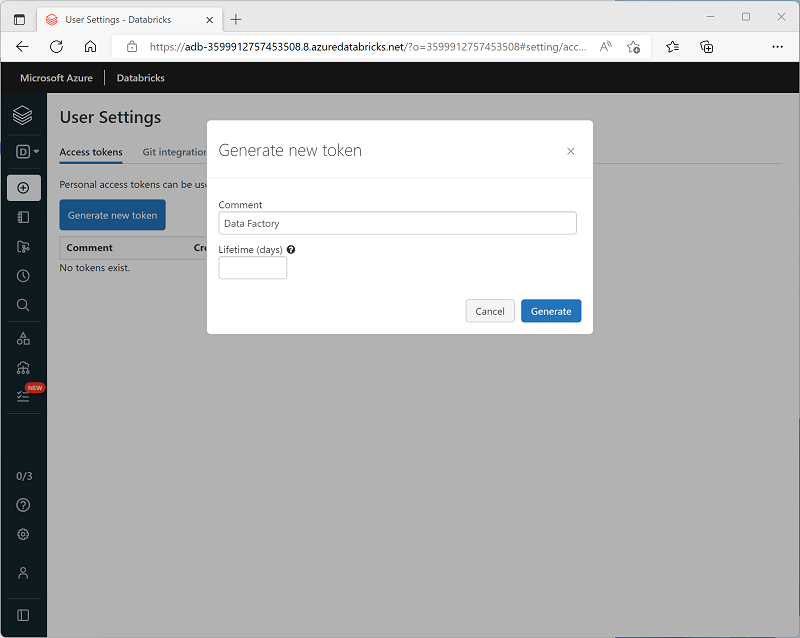 User Settings - Databricks
https://adb-3599912757453508.8.azuredatabricks.net/?o=3599912757453508#setting/acc...
Microsoft Azure
Databricks
User Settings
Access tokens
Git integration
Personal access tokens can be use
Generate new token
Comment
Cre
No tokens exist.
Generate new token
Comment
Data Factory
Lifetime (days)
Cancel
Generate
D
NEW
0/3